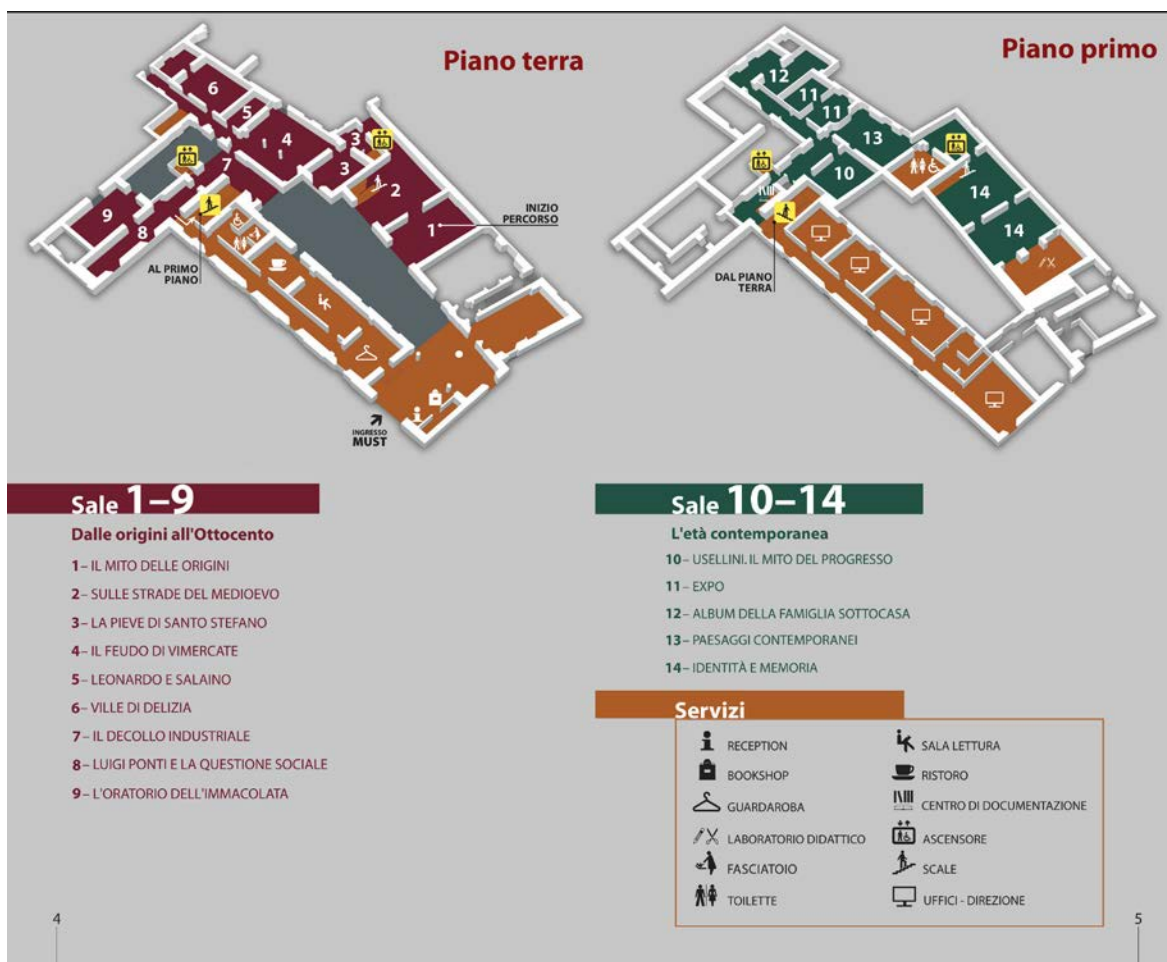 Piano terra
6
5
4
3
3
2
1
7
9
8
INIZIO
PERCORSO
AL PRIMO
PIANO
INGRESSO
MUST
Piano primo
12
11
11
13
10
14
14
DAL PIANO
TERRA
Sale 1–9
Dalle origini all'Ottocento
1– IL MITO DELLE ORIGINI
2– SULLE STRADE DEL MEDIOEVO
3– LA PIEVE DI SANTO STEFANO
4– IL FEUDO DI VIMERCATE
5– LEONARDO E SALAINO
6– VILLE DI DELIZIA
7– IL DECOLLO INDUSTRIALE
8– LUIGI PONTI E LA QUESTIONE SOCIALE
9– L'ORATORIO DELL'IMMACOLATA
Sale 10–14
L'età contemporanea
10– USELLINI. IL MITO DEL PROGRESSO
11– EXPO
12– ALBUM DELLA FAMIGLIA SOTTOCASA
13– PAESAGGI CONTEMPORANEI
14– IDENTITÀ E MEMORIA
Servizi
RECEPTION
BOOKSHOP
GUARDAROBA
LABORATORIO DIDATTICO
FASCIATOIO
TOILETTE
SALA LETTURA
RISTORO
CENTRO DI DOCUMENTAZIONE
ASCENSORE
SCALE
UFFICI - DIREZIONE
4
5